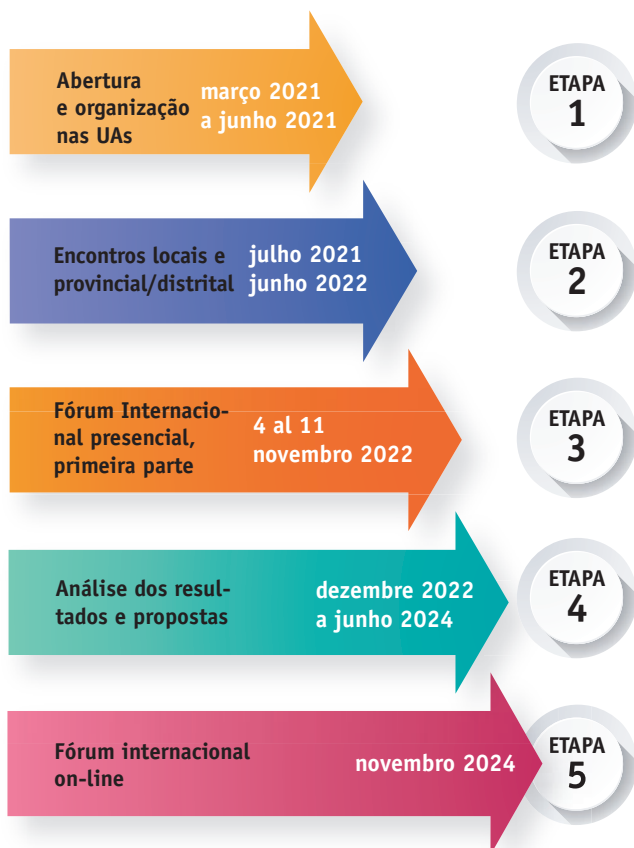 Abertura
e organização
nas UAs
março 2021
a junho 2021
ETAPA
1
Encontros locais e
provincial/distrital
julho 2021
junho 2022
ETAPA
2
Fórum Internacio-
nal presencial,
primeira parte
4 al 11
novembro 2022
ETAPA
3
Análise dos resul-
tados e propostas
dezembre 2022
a junho 2024
ETAPA
4
Fórum internacional
on-line
novembro 2024
ETAPA
5